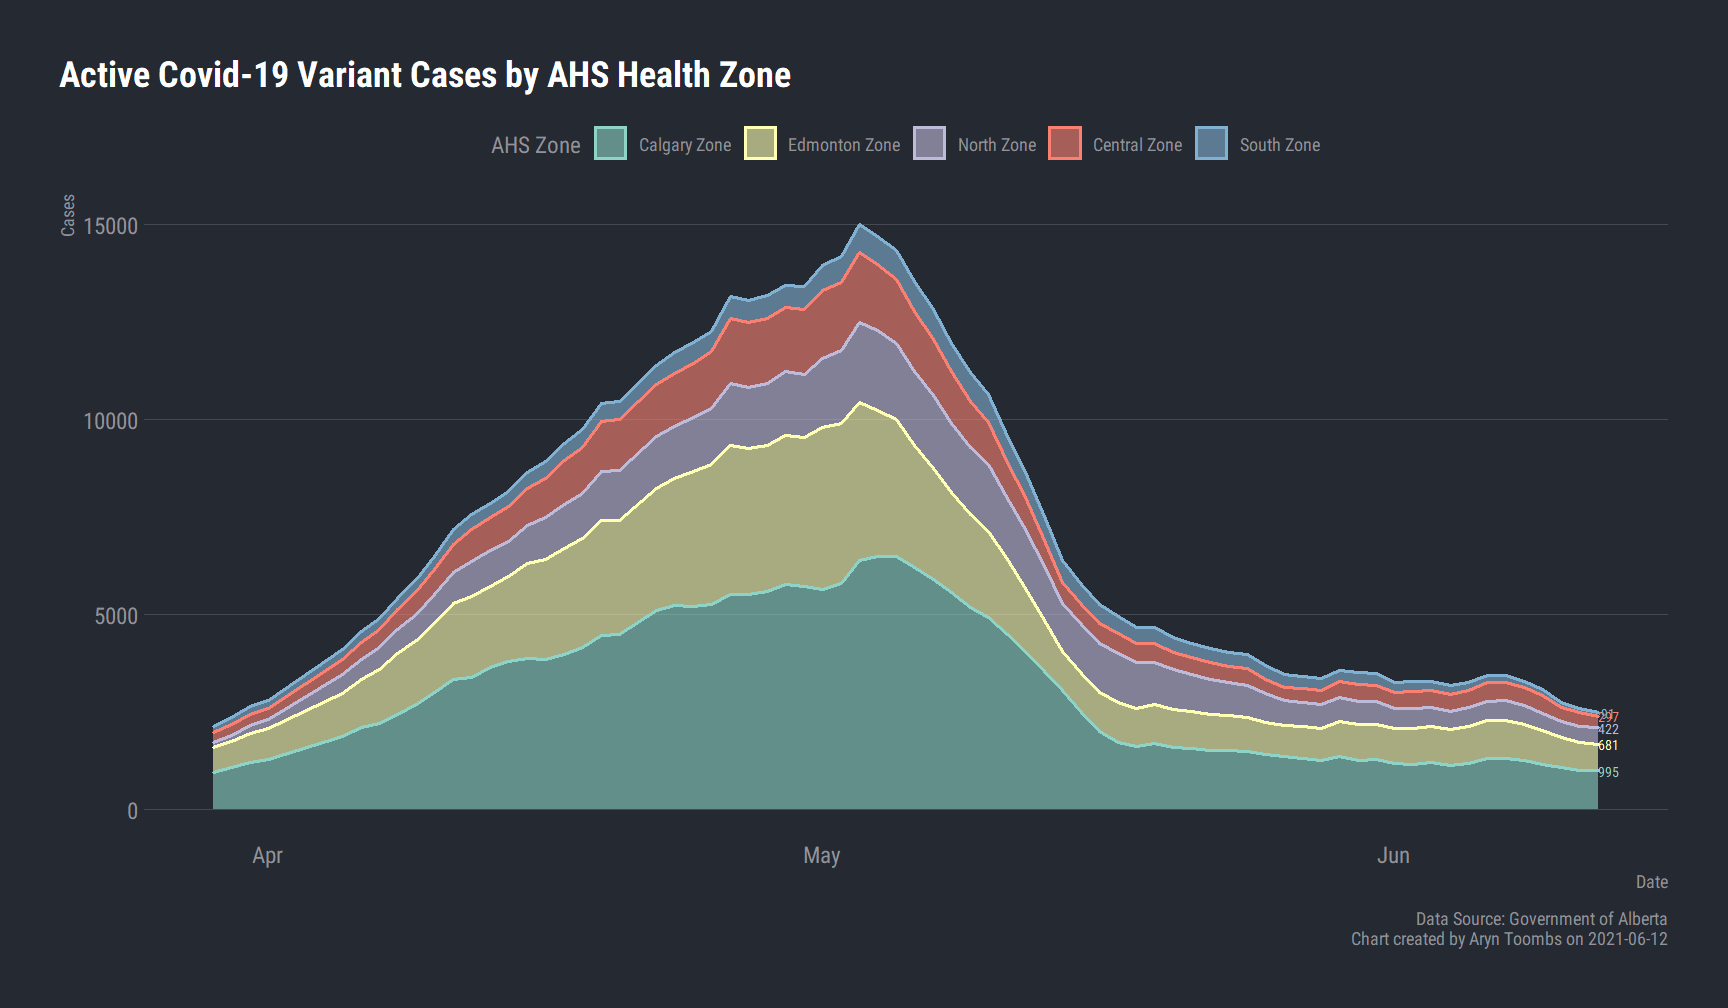 Active Covid-19 Variant Cases by AHS Health Zone
AHS Zone Calgary Zone Edmonton Zone North Zone Central Zone South Zone
Cases
15000
10000
5000
0
91
297
422
681
995
Apr May Jun
Date
Data Source: Government of Alberta
Chart created by Aryn Toombs on 2021-06-12